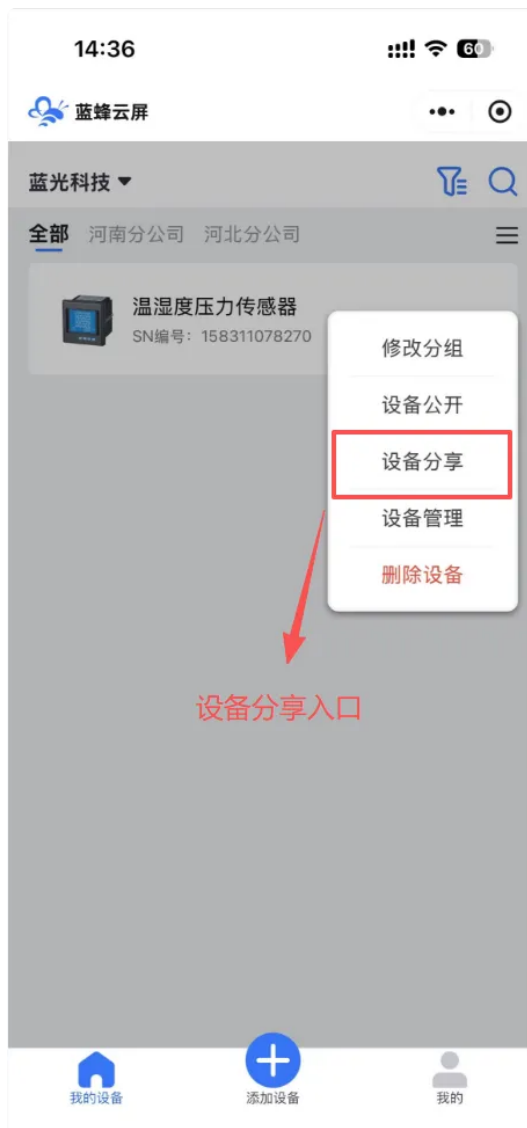 14:36
60
蓝蜂云屏
蓝光科技
全部 河南分公司 河北分公司
温湿度压力传感器
SN编号：158311078270
修改分组
设备公开
设备分享
设备管理
删除设备
设备分享入口
我的设备 添加设备 我的